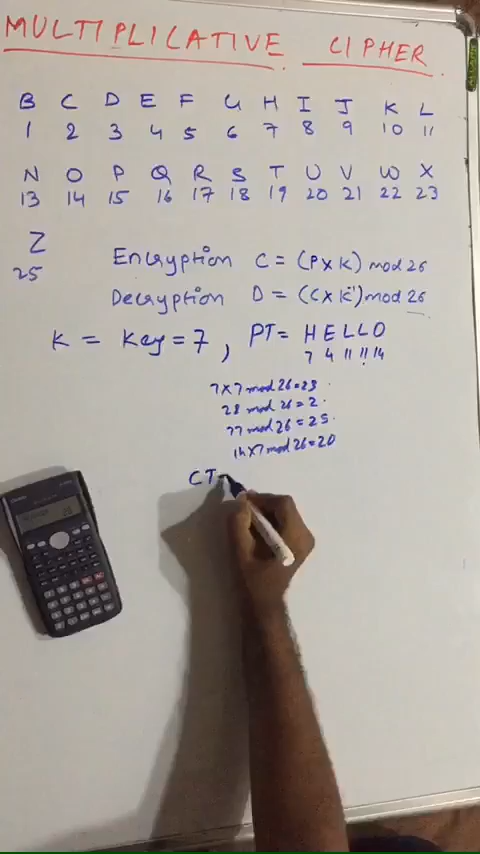 MULTIPLICATIVE CIPHER
B C D E F G H I J K L
1 2 3 4 5 6 7 8 9 10 11
N O P Q R S T U V W X
13 14 15 16 17 18 19 20 21 22 23
Z
25
Encryption C = (P x K) mod 26
Decryption D = (C x K⁻¹) mod 26
K = Key = 7, PT = HELLO
7 4 11 11 14
7 x 7 mod 26 = 23
28 mod 26 = 2
77 mod 26 = 25
14 x 7 mod 26 = 20
CT